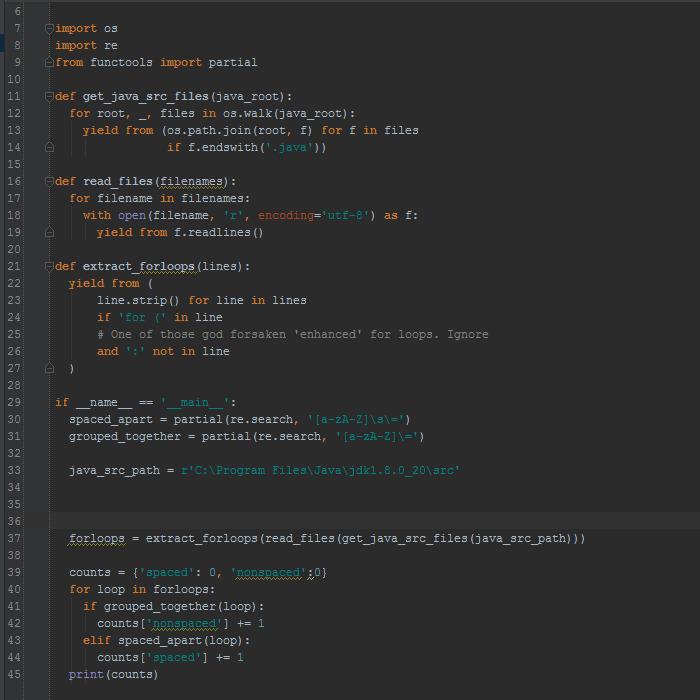 6
7 import os
8 import re
9 from functools import partial
10
11 def get_java_src_files(java_root):
12   for root, _, files in os.walk(java_root):
13     yield from (os.path.join(root, f) for f in files
14                 if f.endswith('.java'))
15
16 def read_files(filenames):
17   for filename in filenames:
18     with open(filename, 'r', encoding='utf-8') as f:
19       yield from f.readlines()
20
21 def extract_forloops(lines):
22   yield from (
23       line.strip() for line in lines
24       if 'for (' in line
25       # One of those god forsaken 'enhanced' for loops. Ignore
26       and ':' not in line
27   )
28
29 if __name__ == '__main__':
30   spaced_apart = partial(re.search, '[a-zA-Z]\s\=')
31   grouped_together = partial(re.search, '[a-zA-Z]\=')
32
33   java_src_path = r'C:\Program Files\Java\jdk1.8.0_20\src'
34
35
36
37   forloops = extract_forloops(read_files(get_java_src_files(java_src_path)))
38
39   counts = {'spaced': 0, 'nonspaced':0}
40   for loop in forloops:
41     if grouped_together(loop):
42       counts['nonspaced'] += 1
43     elif spaced_apart(loop):
44       counts['spaced'] += 1
45   print(counts)